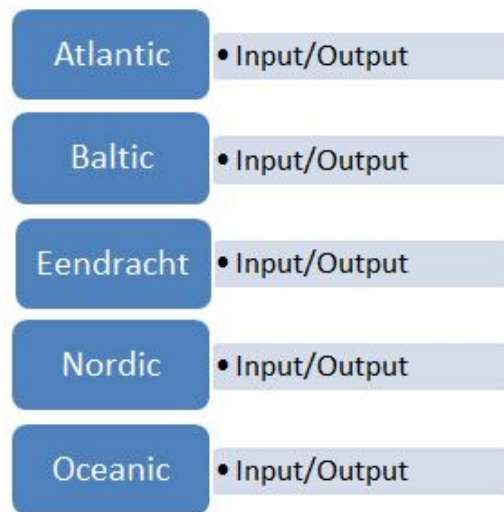 Atlantic • Input/Output
Baltic • Input/Output
Eendracht • Input/Output
Nordic • Input/Output
Oceanic • Input/Output